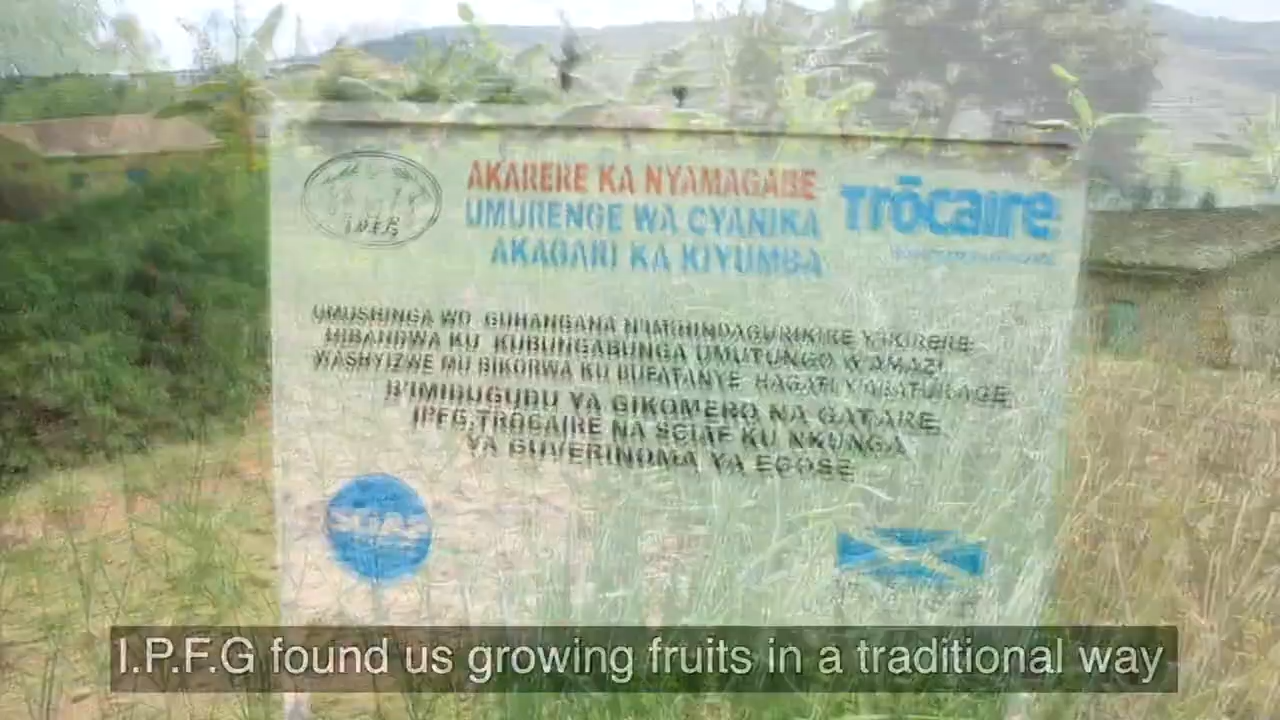 I.P.F.G
AKARERE KA NYAMAGABE
UMURENGE WA CYANIKA
AKAGARI KA KIYUMBA
Trōcaire
UMUSHINGA WO GUHANGANA N'IMIHINDAGURIKIRE Y'IKIRERE
HIBANDWA KU KUBUNGABUNGA UMUTUNGO W'AMAZI
WASHYIZWE MU BIKORWA KU BUFATANYE HAGATI Y'ABATURAGE
B'IMIDUGUDU YA GIKOMERO NA GATARE,
IPFG,TROCAIRE NA SCIAF KU NKUNGA
YA GUVERINOMA YA ECOSE
SCIAF
I.P.F.G found us growing fruits in a traditional way